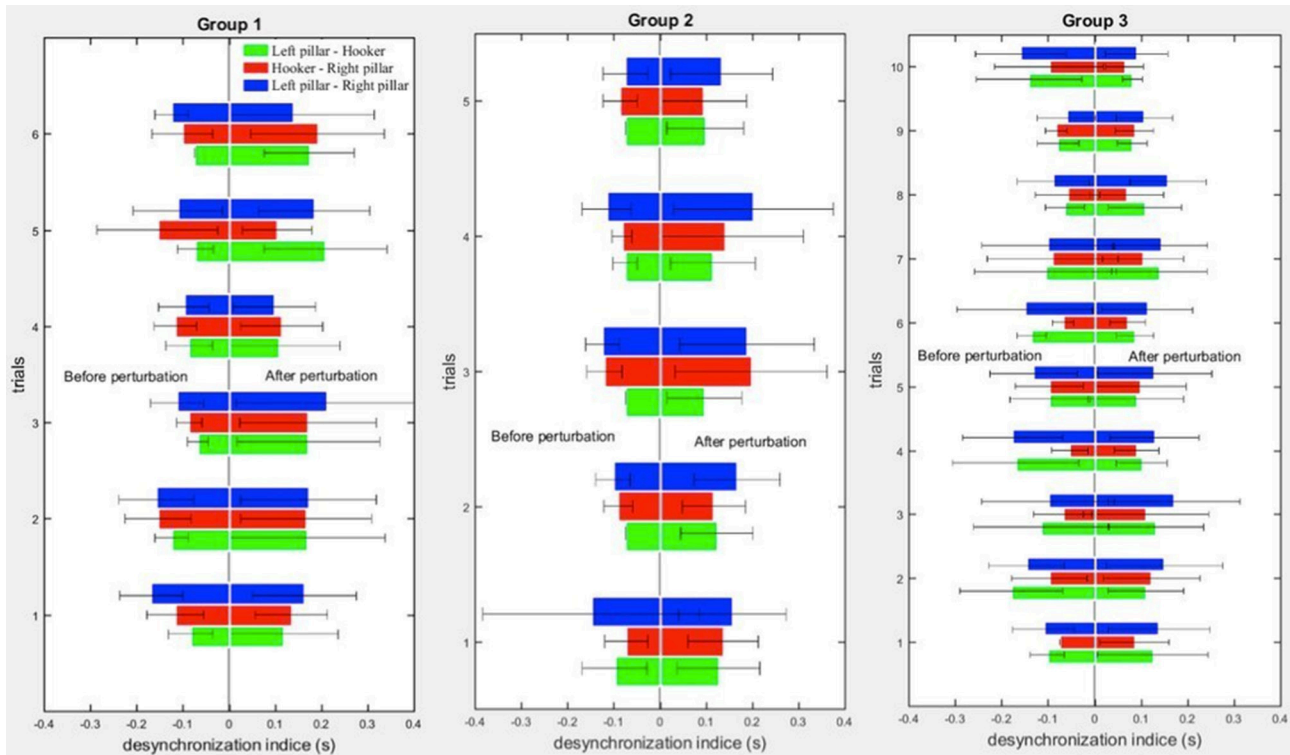 Group 1
Left pillar - Hooker
Hooker - Right pillar
Left pillar - Right pillar
6
5
4
Before perturbation
After perturbation
3
2
1
trials
-0.4
-0.3
-0.2
-0.1
0
0.1
0.2
0.3
0.4
desynchronization indice (s)
Group 2
5
4
3
Before perturbation
After perturbation
2
1
trials
-0.4
-0.3
-0.2
-0.1
0
0.1
0.2
0.3
0.4
desynchronization indice (s)
Group 3
10
9
8
7
6
Before perturbation
After perturbation
5
4
3
2
1
trials
-0.4
-0.3
-0.2
-0.1
0
0.1
0.2
0.3
0.4
desynchronization indice (s)